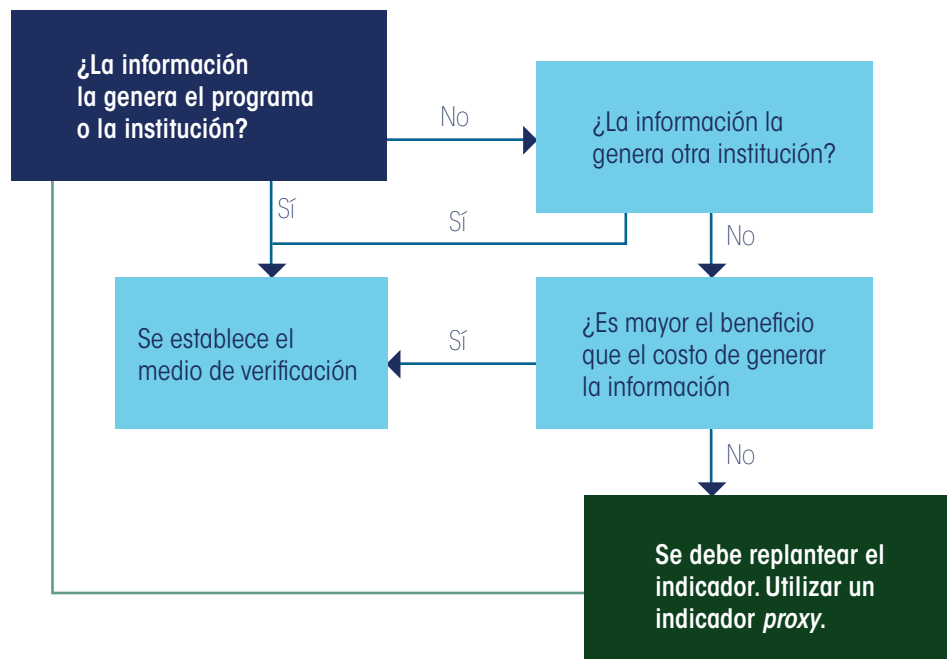 ¿La información
la genera el programa
o la institución?
No
¿La información la
genera otra institución?
Sí
Sí
No
Se establece el
medio de verificación
Sí
¿Es mayor el beneficio
que el costo de generar
la información
No
Se debe replantear el
indicador. Utilizar un
indicador proxy.